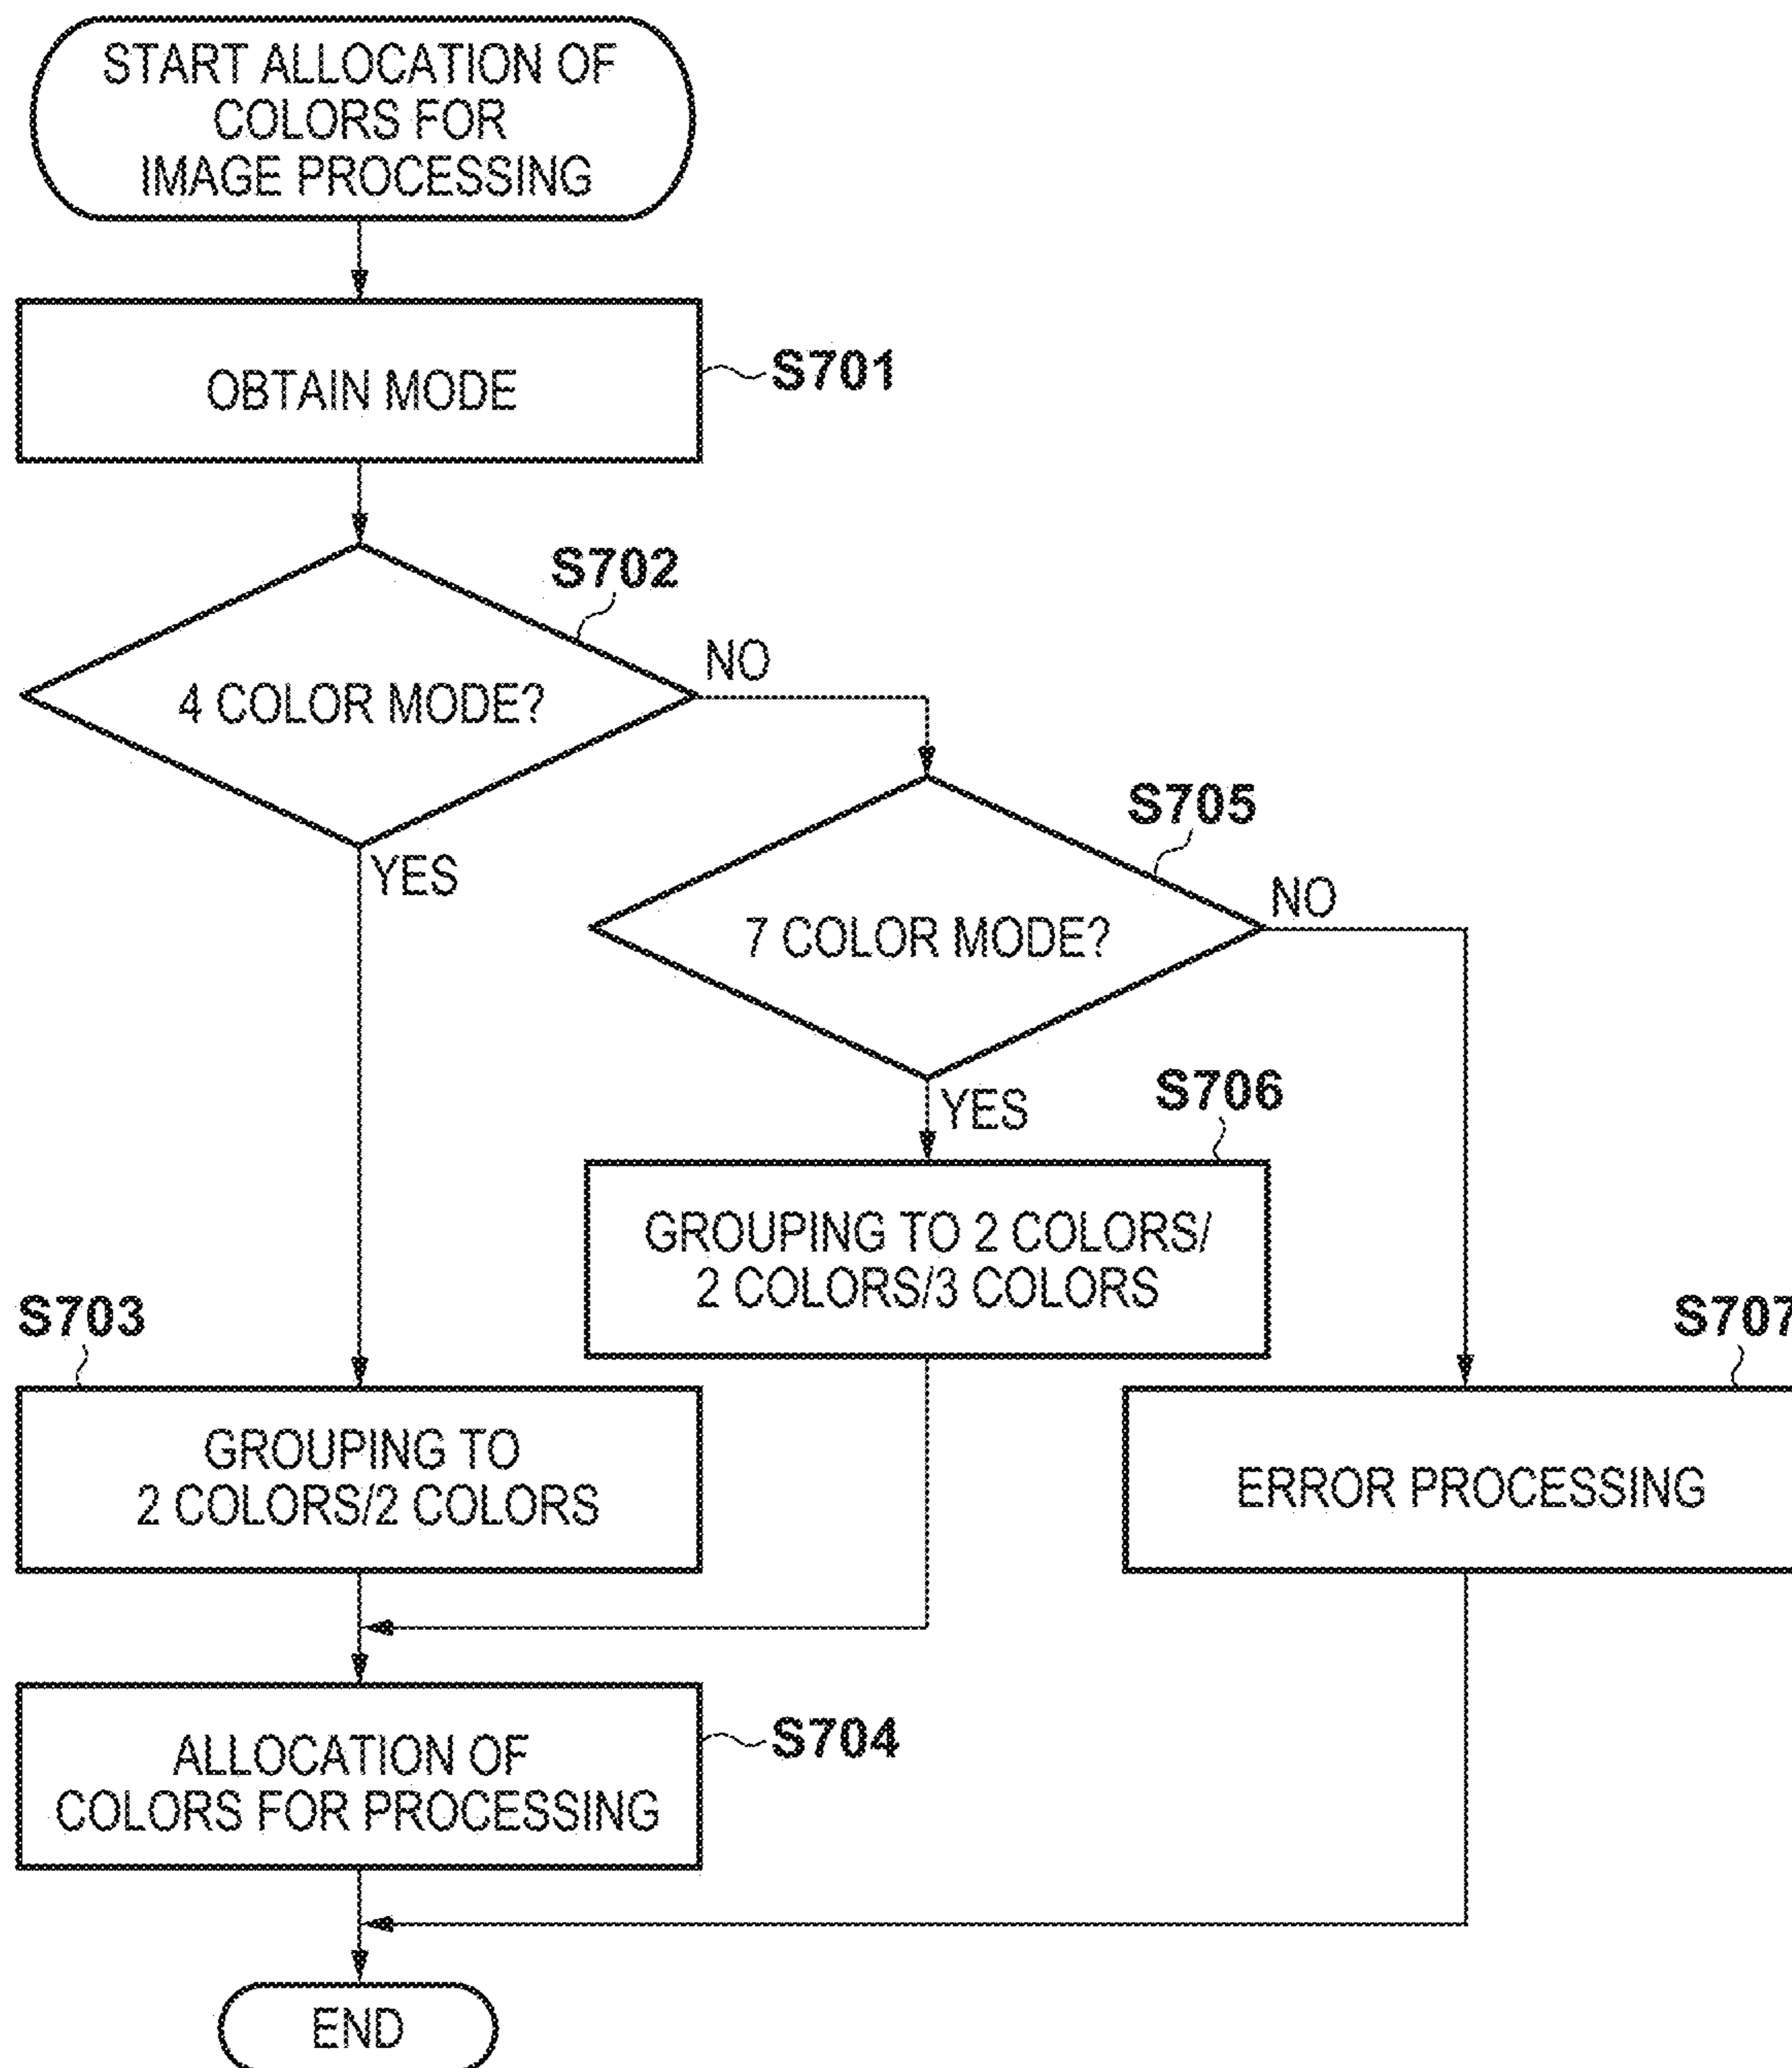 START ALLOCATION OF
COLORS FOR
IMAGE PROCESSING
OBTAIN MODE
S701
S702
4 COLOR MODE?
NO
YES
S705
7 COLOR MODE?
NO
YES
S706
GROUPING TO 2 COLORS/
2 COLORS/3 COLORS
S703
GROUPING TO
2 COLORS/2 COLORS
S707
ERROR PROCESSING
ALLOCATION OF
COLORS FOR PROCESSING
S704
END